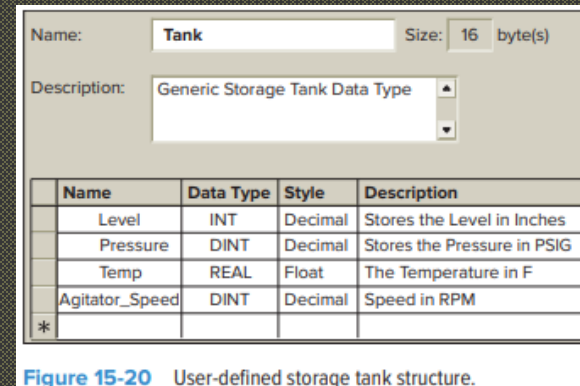 Name: Tank Size: 16 byte(s)
Description: Generic Storage Tank Data Type
Name Data Type Style Description
Level INT Decimal Stores the Level in Inches
Pressure DINT Decimal Stores the Pressure in PSIG
Temp REAL Float The Temperature in F
Agitator_Speed DINT Decimal Speed in RPM
*
Figure 15-20 User-defined storage tank structure.